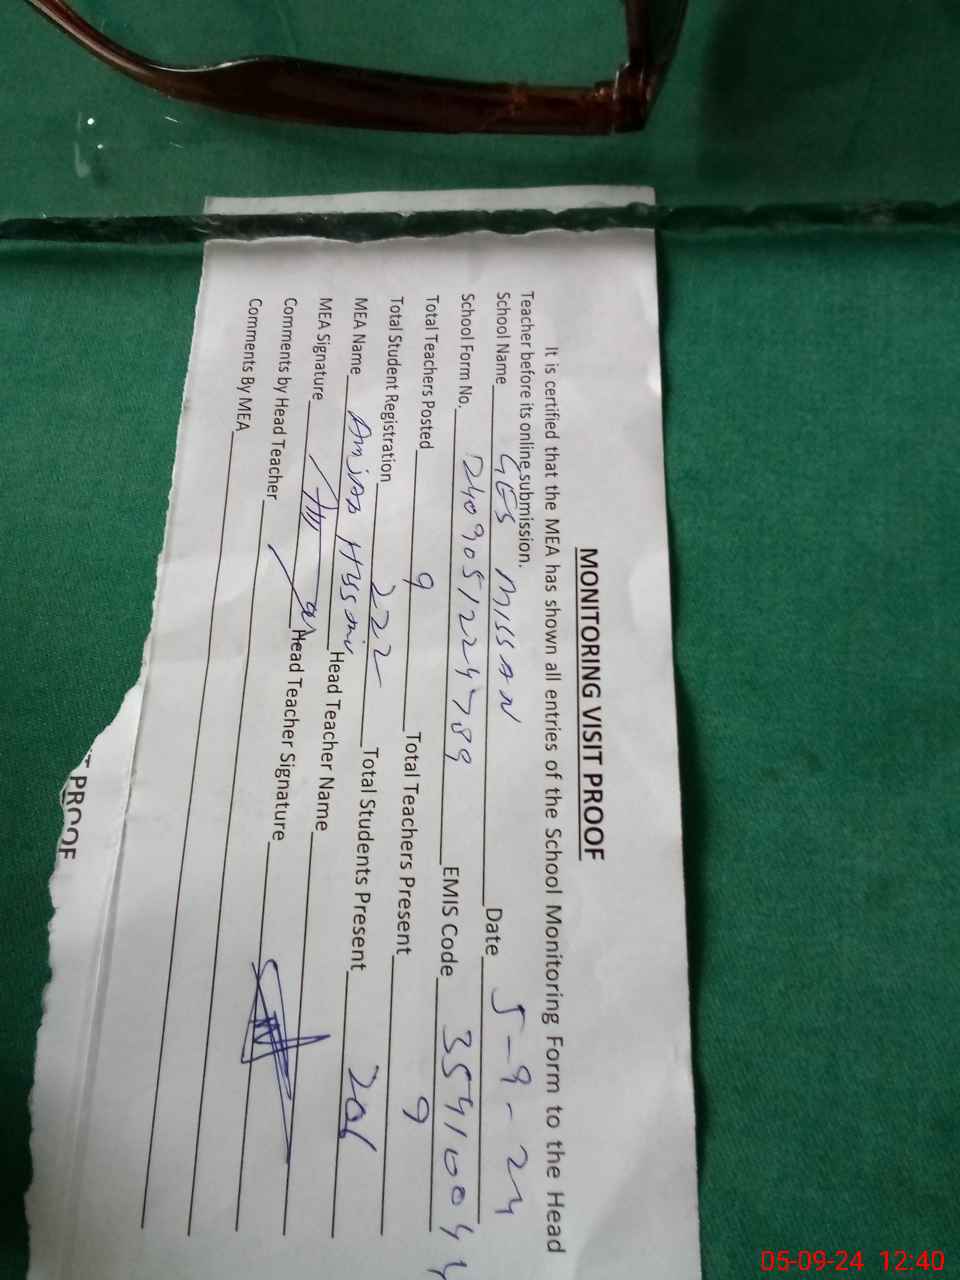 MONITORING VISIT PROOF
It is certified that the MEA has shown all entries of the School Monitoring Form to the Head
Teacher before its online submission.
School Name GES MISSAN Date 5-9-24
School Form No. 2409051224789 EMIS Code 35410044
Total Teachers Posted 9 Total Teachers Present 9
Total Student Registration 222 Total Students Present 206
MEA Name Hussain Head Teacher Name
MEA Signature Head Teacher Signature
Comments by Head Teacher
Comments By MEA
T PROOF
05-09-24 12:40